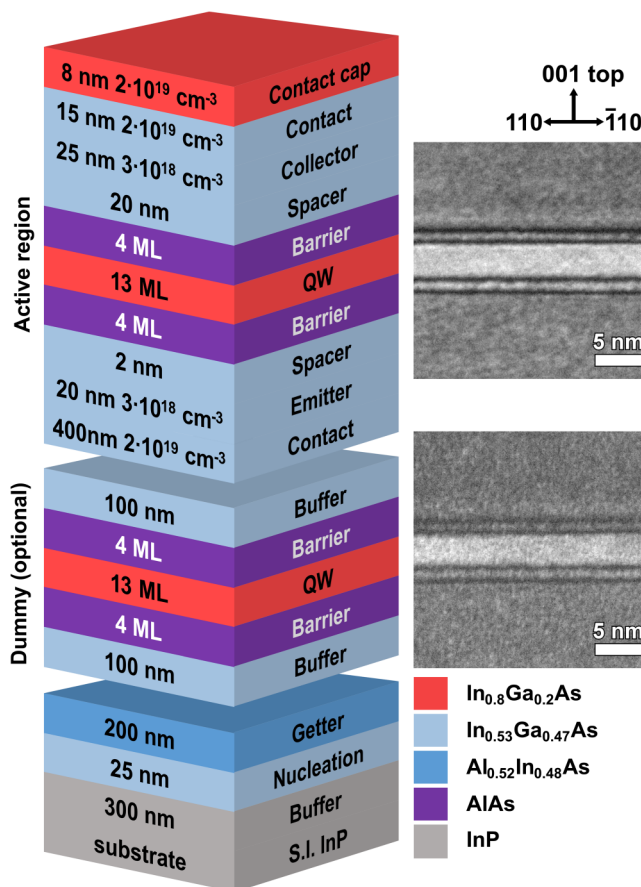 8 nm 2·10¹⁹ cm⁻³ Contact cap
15 nm 2·10¹⁹ cm⁻³ Contact
25 nm 3·10¹⁸ cm⁻³ Collector
20 nm Spacer
4 ML Barrier
13 ML QW
4 ML Barrier
2 nm Spacer
20 nm 3·10¹⁸ cm⁻³ Emitter
400nm 2·10¹⁹ cm⁻³ Contact
Active region
100 nm Buffer
4 ML Barrier
13 ML QW
4 ML Barrier
100 nm Buffer
Dummy (optional)
200 nm Getter
25 nm Nucleation
300 nm Buffer
substrate S.I. InP
001 top
110 1̄10
5 nm
5 nm
In₀.₈Ga₀.₂As
In₀.₅₃Ga₀.₄₇As
Al₀.₅₂In₀.₄₈As
AlAs
InP